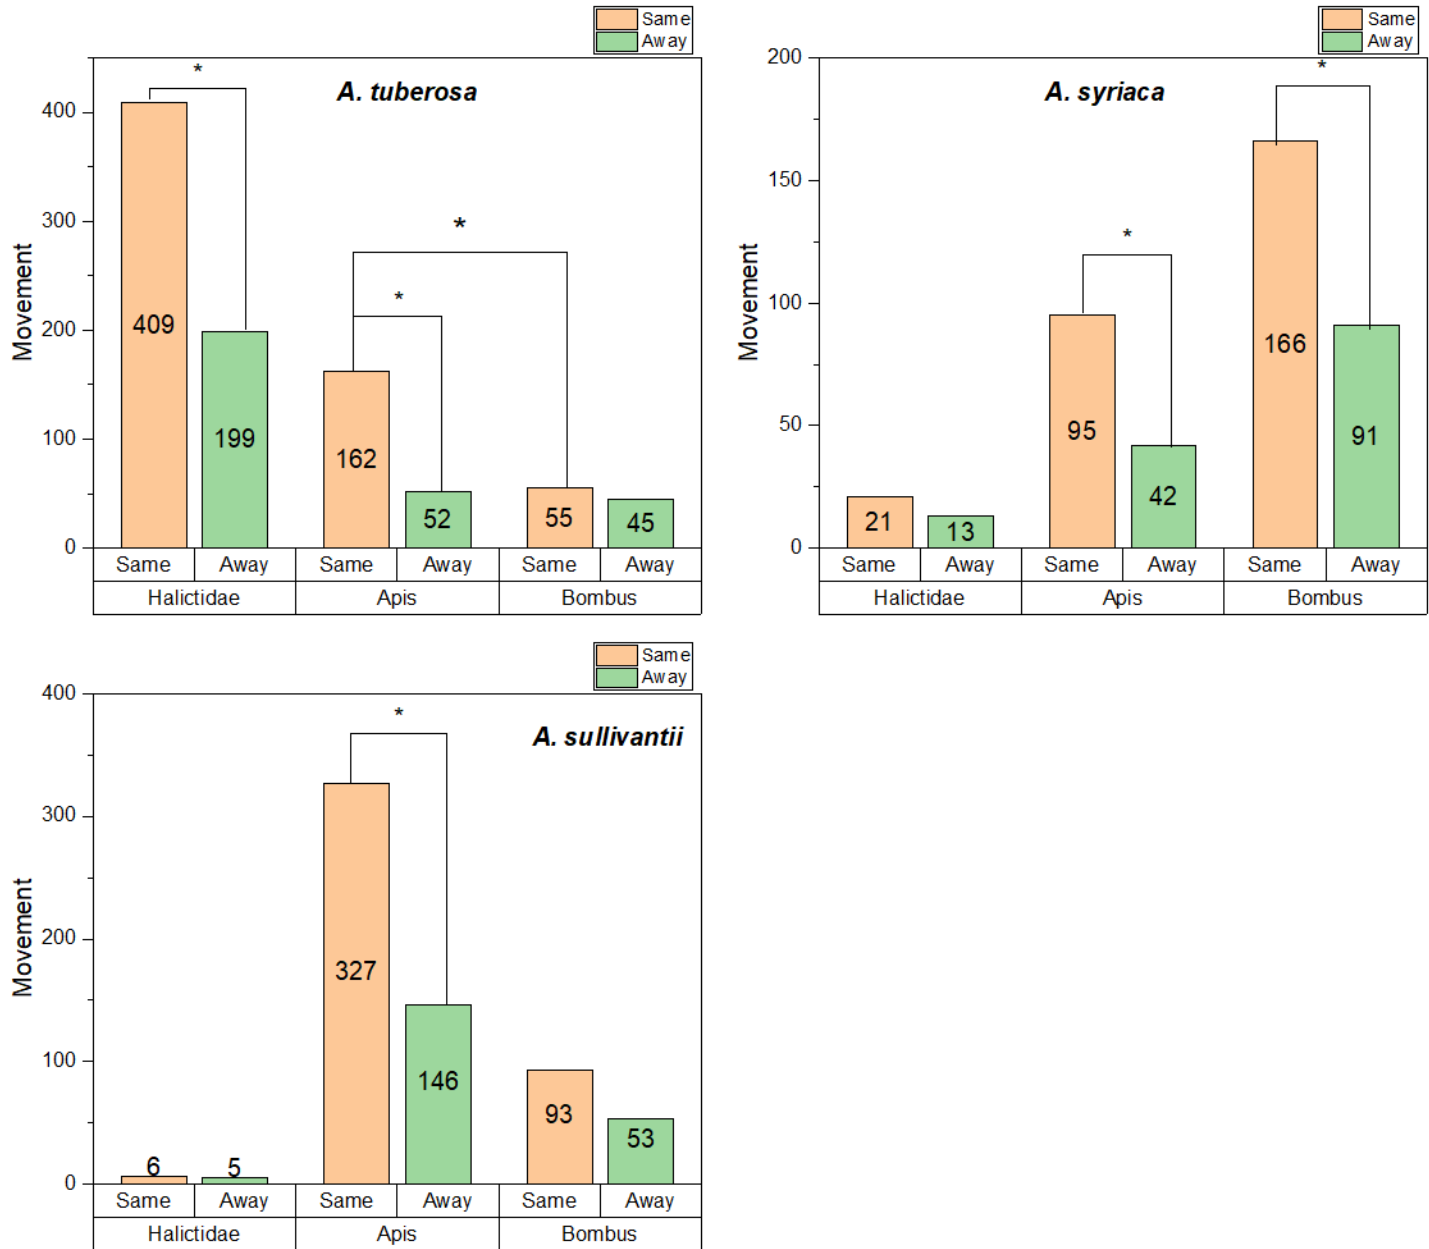 Same
Away
A. tuberosa
*
*
*
Movement
400
300
200
100
0
409
199
162
52
55
45
Same Away Same Away Same Away
Halictidae Apis Bombus
Same
Away
A. syriaca
*
*
Movement
200
150
100
50
0
21
13
95
42
166
91
Same Away Same Away Same Away
Halictidae Apis Bombus
Same
Away
A. sullivantii
*
Movement
400
300
200
100
0
6
5
327
146
93
53
Same Away Same Away Same Away
Halictidae Apis Bombus